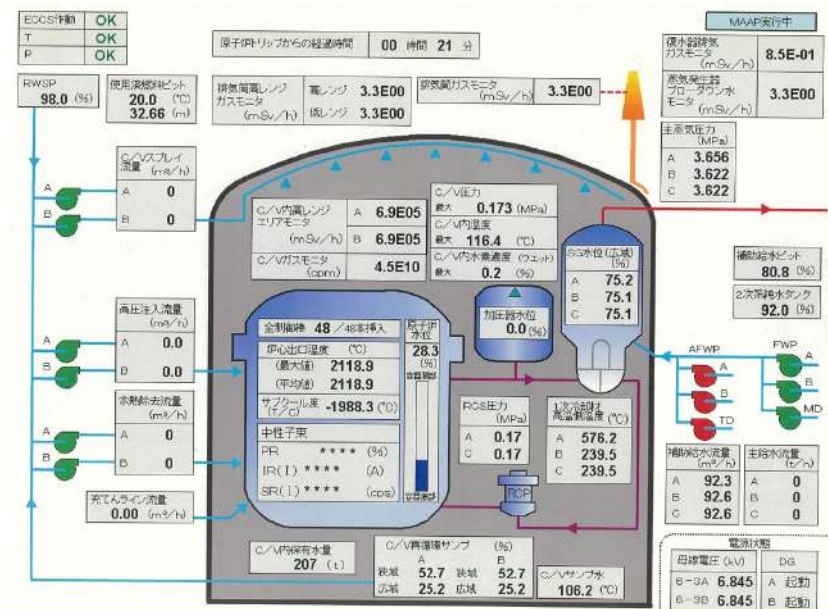 ECCS作動 OK
T OK
P OK
原子炉トリップからの経過時間 00 時間 21 分
MAAP実行中
RWSP
98.0 (%)
使用済燃料ピット
20.0 (℃)
32.66 (m)
排気筒高レンジ
ガスモニタ
(mSv/h)
高レンジ 3.3E00
低レンジ 3.3E00
排気筒ガスモニタ
(mSv/h) 3.3E00
復水器排気
ガスモニタ
(mSv/h) 8.5E-01
蒸気発生器
ブローダウン水
モニタ (mSv/h) 3.3E00
主蒸気圧力
(MPa)
A 3.656
B 3.622
C 3.622
C/Vスプレイ
流量 (m3/h)
A 0
B 0
A
B
C/V内高レンジ
エリアモニタ
(mSv/h)
A 6.9E05
B 6.9E05
C/Vガスモニタ
(cpm) 4.5E10
C/V圧力
最大 0.173 (MPa)
C/V内温度
最大 116.4 (℃)
C/V内水素濃度 (ウエット)
最大 0.2 (%)
SG水位(広域)
(%)
A 75.2
B 75.1
C 75.1
補助給水ピット
80.8 (%)
2次系純水タンク
92.0 (%)
高圧注入流量
(m3/h)
A 0.0
B 0.0
A
B
全制御棒 48 /48本挿入
炉心出口温度 (℃)
(最大値) 2118.9
(平均値) 2118.9
サブクール度
(T/C) -1988.3 (℃)
中性子束
PR **** (%)
IR(I) **** (A)
SR(I) **** (cps)
原子炉
水位
28.3
(%)
容器頂部
容器底部
加圧器水位
0.0 (%)
余熱除去流量
(m3/h)
A 0
B 0
A
B
充てんライン流量
0.00 (m3/h)
RCS圧力
(MPa)
A 0.17
C 0.17
RCP
1次冷却材
高温側温度
(℃)
A 576.2
B 239.5
C 239.5
AFWP
A
B
TD
FWP
A
B
MD
補助給水流量
(m3/h)
A 92.3
B 92.6
C 92.6
主給水流量
(t/h)
A 0
B 0
C 0
C/V内保有水量
207 (t)
C/V再循環サンプ (%)
A B
狭域 52.7 狭域 52.7
広域 25.2 広域 25.2
C/Vサンプ水
106.2 (℃)
電源状態
母線電圧 (kV) DG
6-3A 6.845 A 起動
6-3B 6.845 B 起動